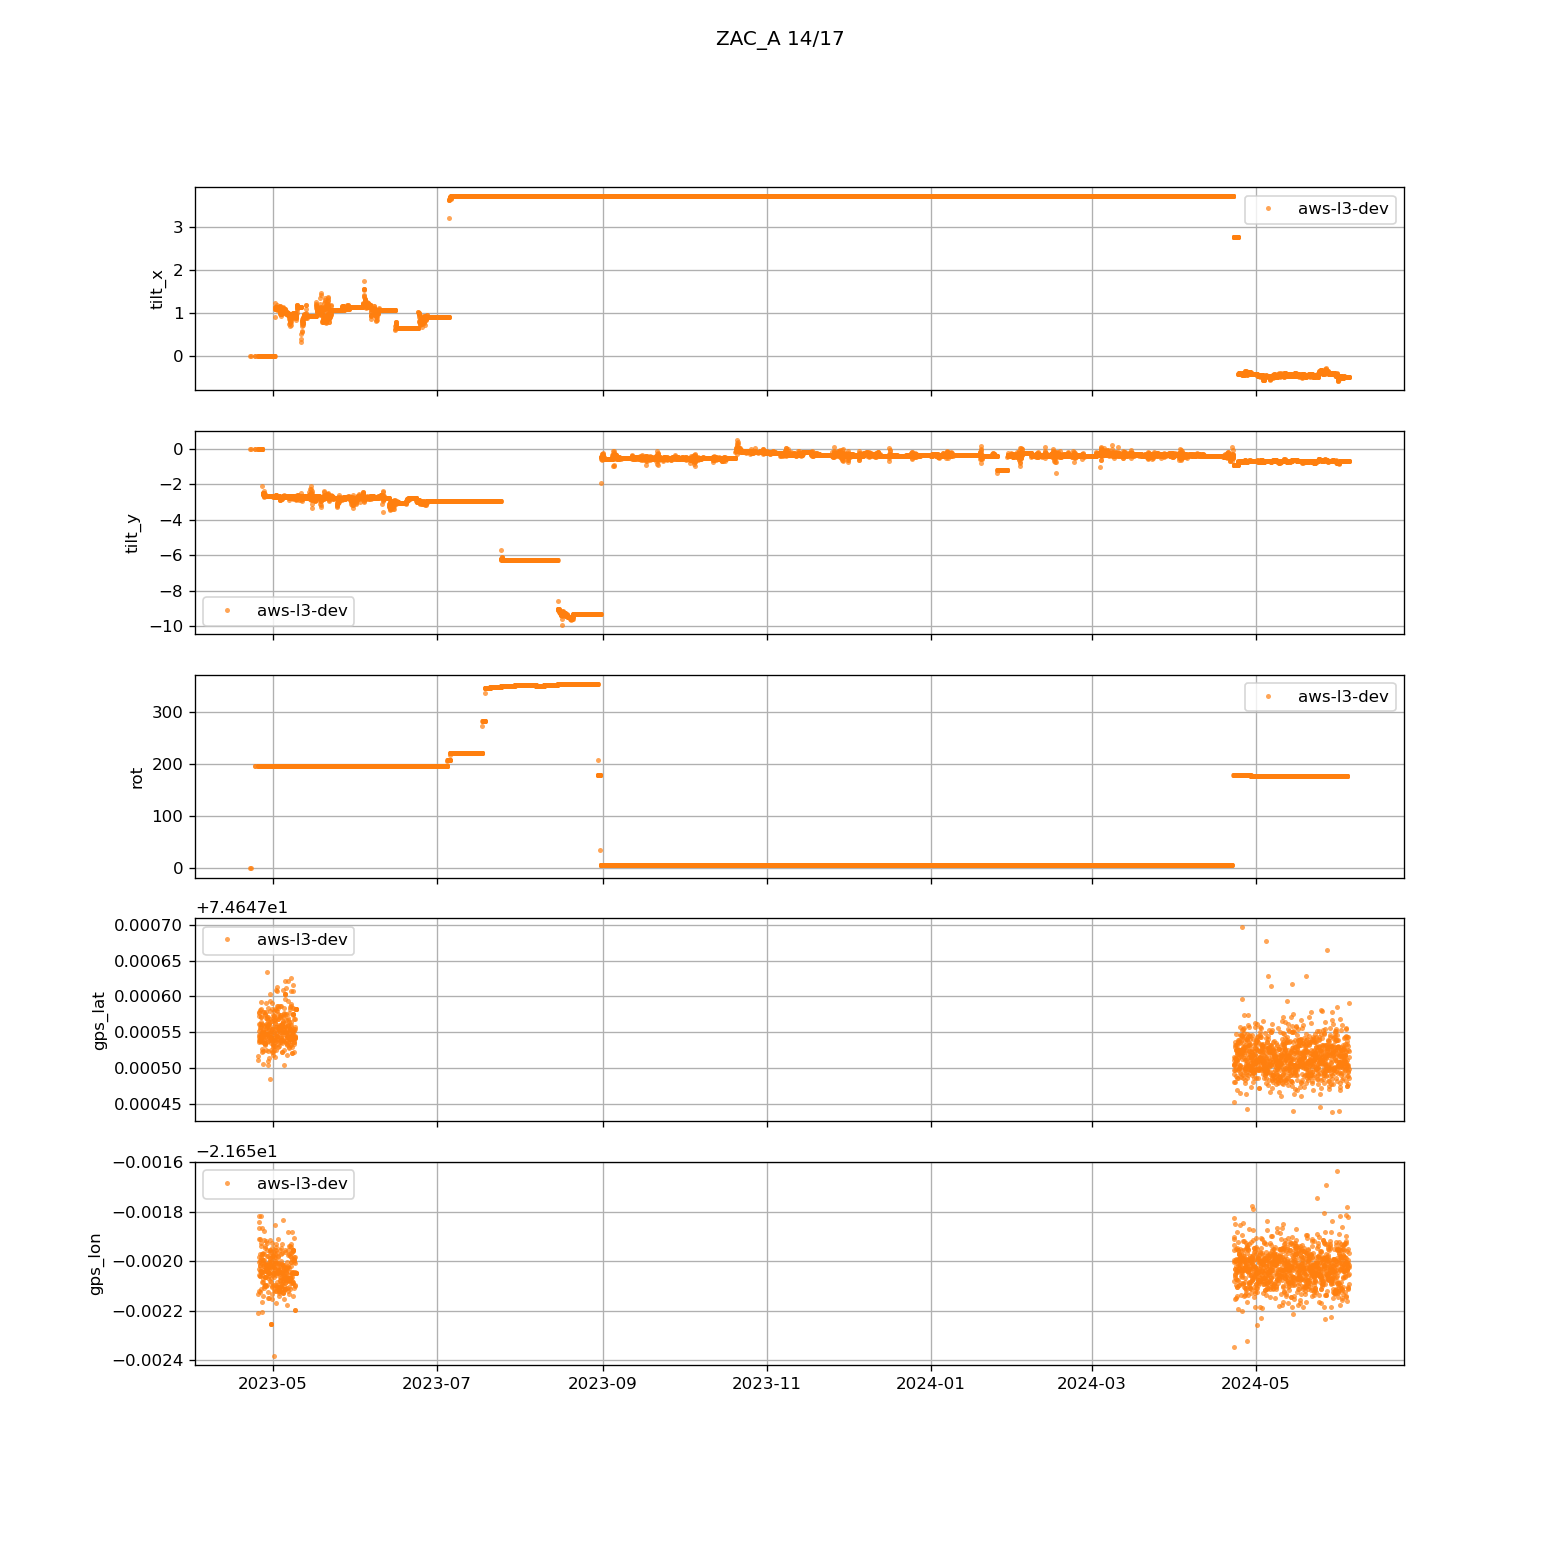 ZAC_A 14/17
3
2
1
0
tilt_x
aws-l3-dev
0
−2
−4
−6
−8
−10
tilt_y
aws-l3-dev
300
200
100
0
rot
aws-l3-dev
+7.4647e1
0.00070
0.00065
0.00060
0.00055
0.00050
0.00045
gps_lat
aws-l3-dev
−2.165e1
−0.0016
−0.0018
−0.0020
−0.0022
−0.0024
gps_lon
aws-l3-dev
2023-05 2023-07 2023-09 2023-11 2024-01 2024-03 2024-05